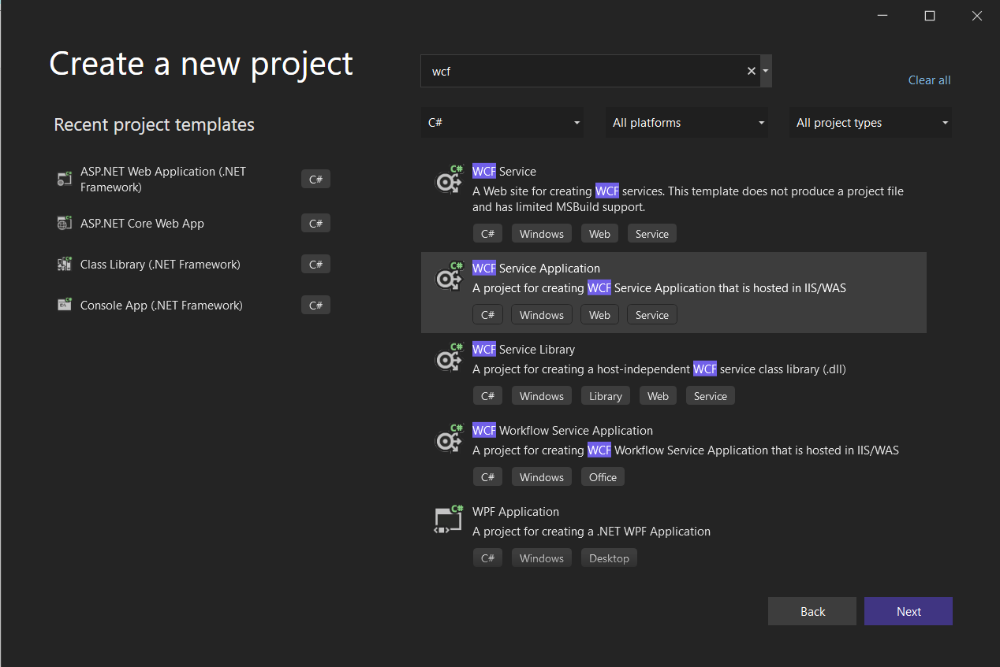 Create a new project
Recent project templates
ASP.NET Web Application (.NET
Framework)
C#
ASP.NET Core Web App
C#
Class Library (.NET Framework)
C#
Console App (.NET Framework)
C#
wcf
Clear all
C#
All platforms
All project types
C#
WCF Service
A Web site for creating WCF services. This template does not produce a project file
and has limited MSBuild support.
C# Windows Web Service
C#
WCF Service Application
A project for creating WCF Service Application that is hosted in IIS/WAS
C# Windows Web Service
C#
WCF Service Library
A project for creating a host-independent WCF service class library (.dll)
C# Windows Library Web Service
C#
WCF Workflow Service Application
A project for creating WCF Workflow Service Application that is hosted in IIS/WAS
C# Windows Office
C#
WPF Application
A project for creating a .NET WPF Application
C# Windows Desktop
Back
Next